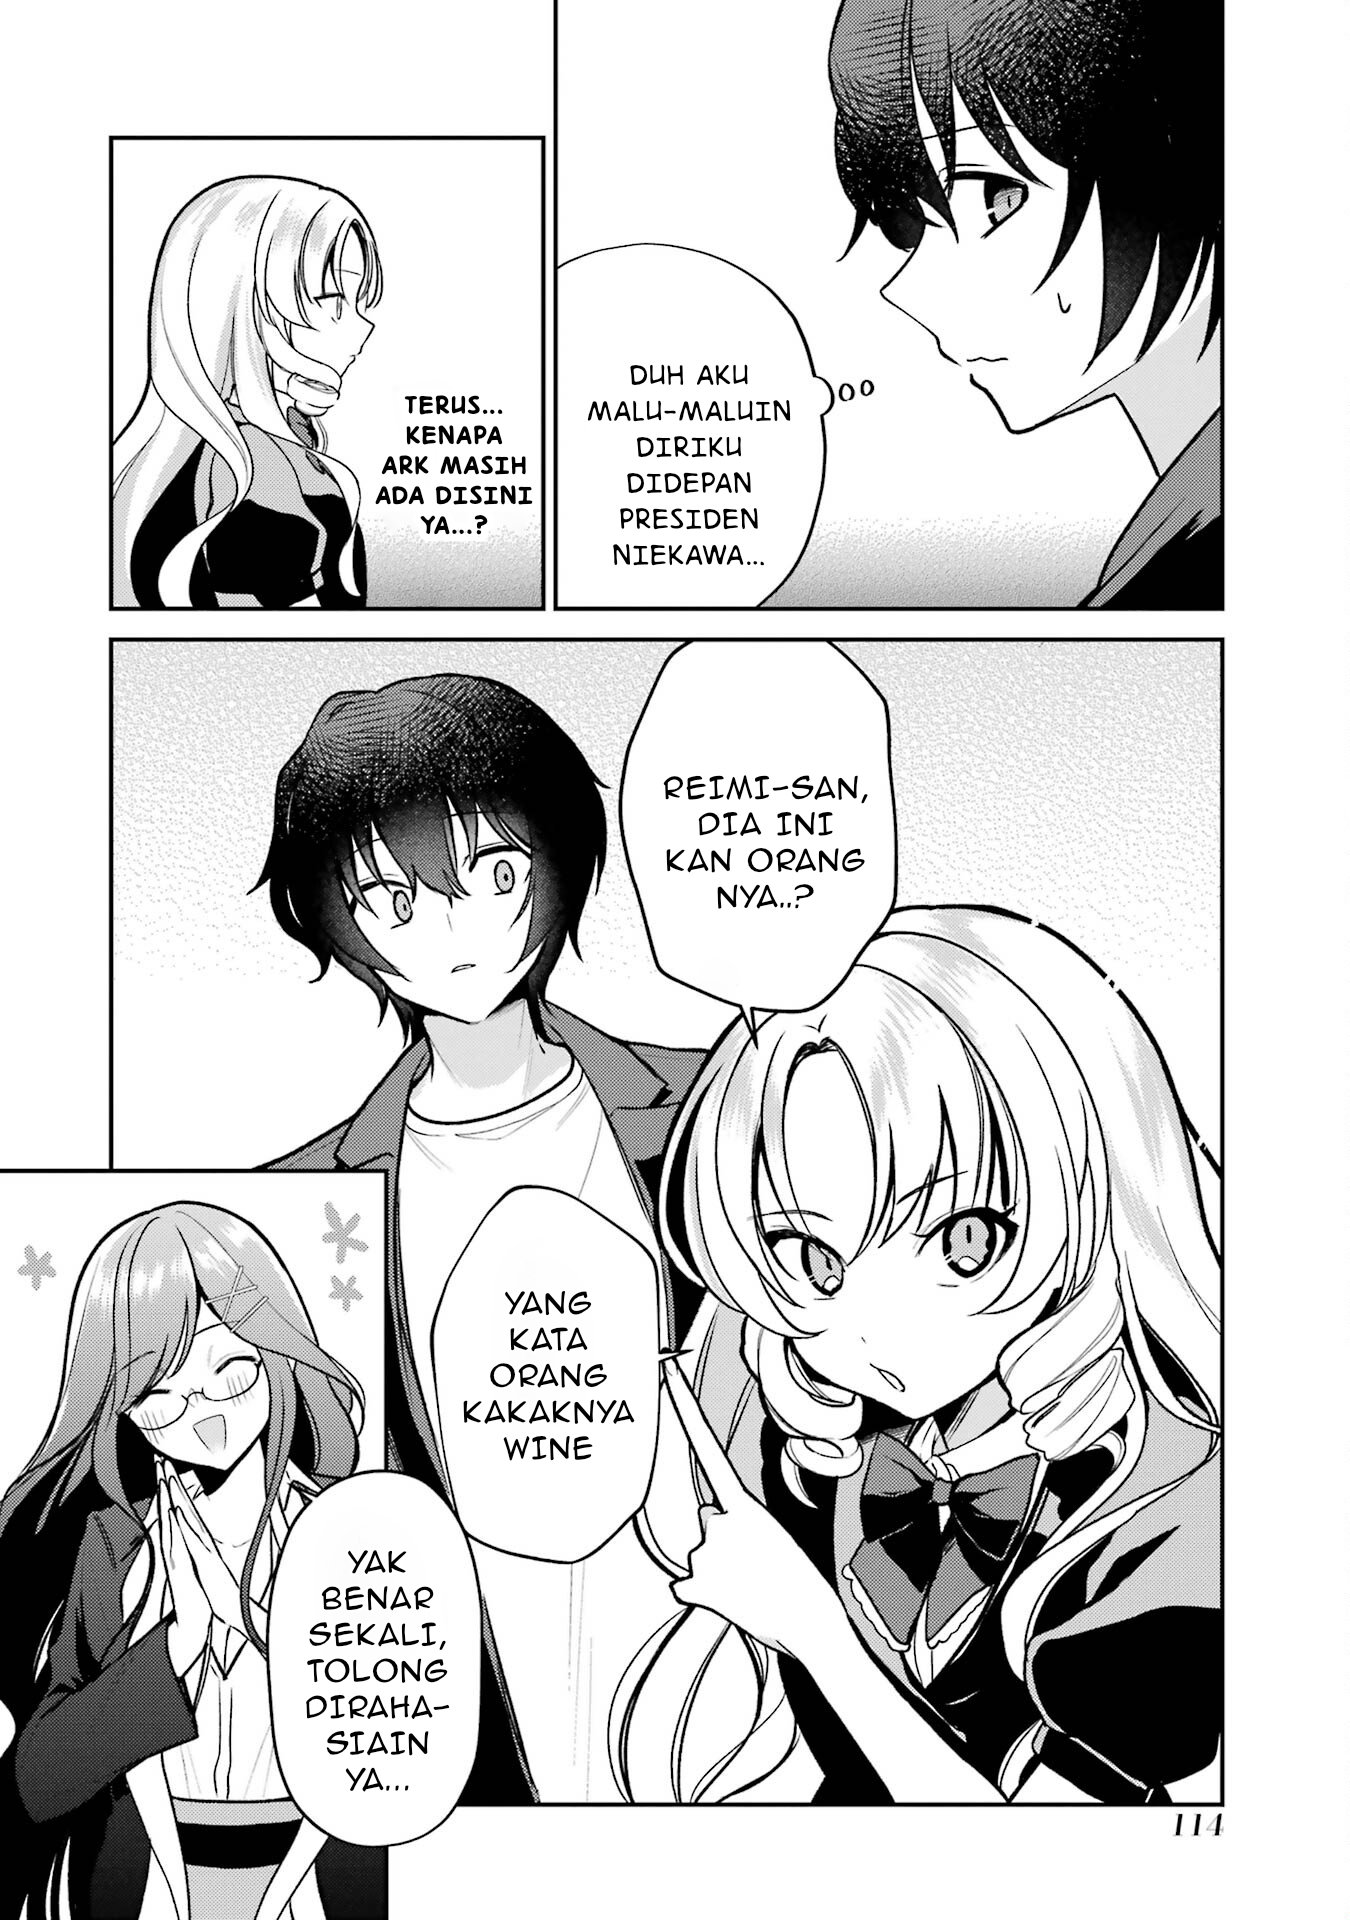 DUH AKU
MALU-MALUIN
DIRIKU
DIDEPAN
PRESIDEN
NIEKAWA...
TERUS...
KENAPA
ARK MASIH
ADA DISINI
YA...?
REIMI-SAN,
DIA INI
KAN ORANG
NYA..?
YANG
KATA
ORANG
KAKAKNYA
WINE
YAK
BENAR
SEKALI,
TOLONG
DIRAHA-
SIAIN
YA...
114